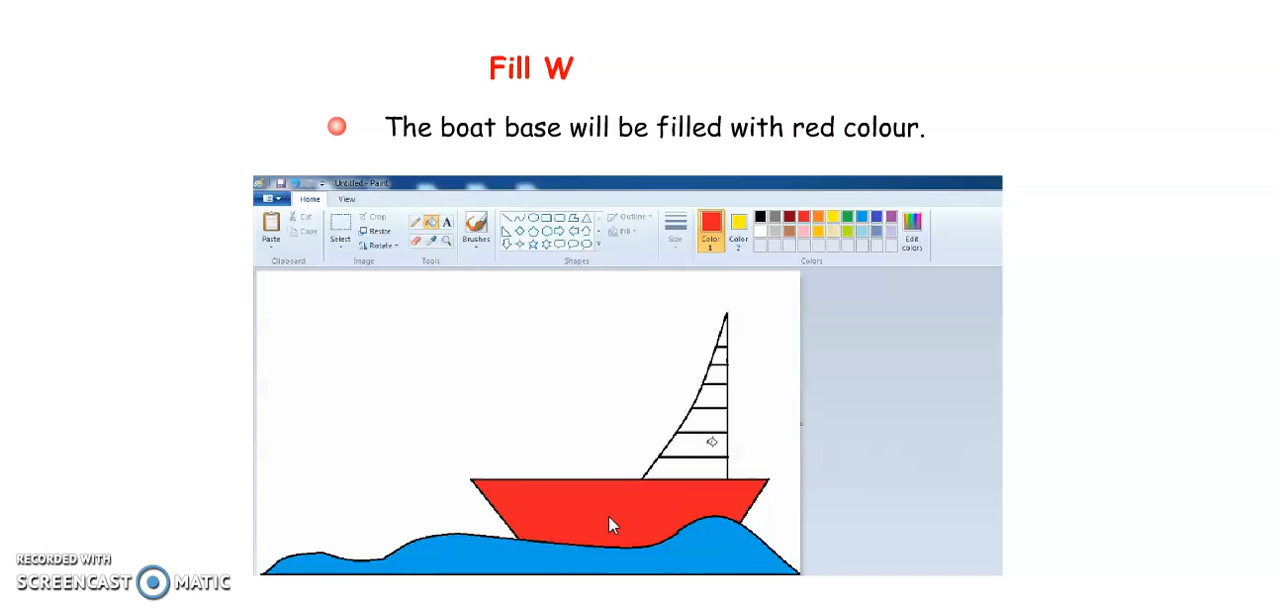 Fill W
The boat base will be filled with red colour.
Untitled - Paint
Home View
Cut Crop Outline
Copy Resize Fill
Paste Select Rotate Brushes Size Color 1 Color 2 Edit colors
Clipboard Image Tools Shapes Colors
RECORDED WITH
SCREENCAST MATIC